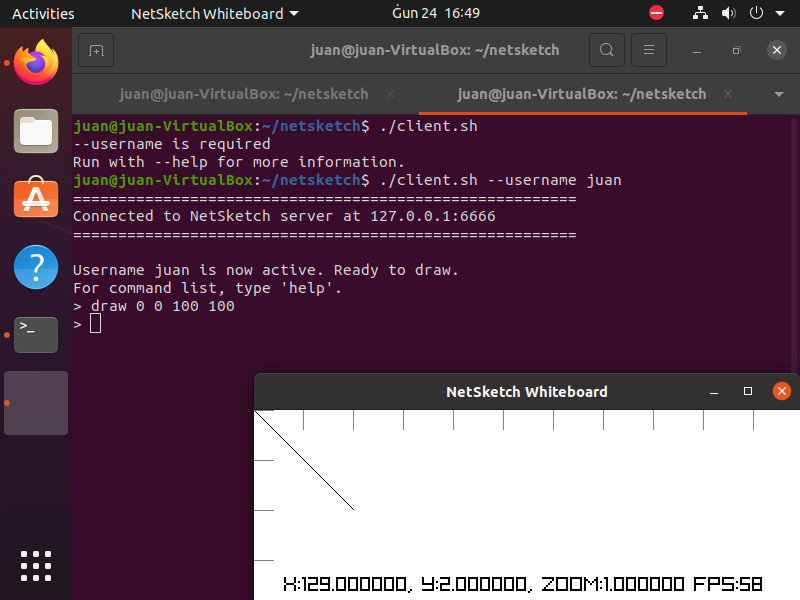 Activities NetSketch Whiteboard Gun 24 16:49
juan@juan-VirtualBox: ~/netsketch
juan@juan-VirtualBox: ~/netsketch juan@juan-VirtualBox: ~/netsketch
juan@juan-VirtualBox:~/netsketch$ ./client.sh
--username is required
Run with --help for more information.
juan@juan-VirtualBox:~/netsketch$ ./client.sh --username juan
========================================================
Connected to NetSketch server at 127.0.0.1:6666
========================================================
Username juan is now active. Ready to draw.
For command list, type 'help'.
> draw 0 0 100 100
>
NetSketch Whiteboard
X:129.000000, Y:2.000000, ZOOM:1.000000 FPS:58